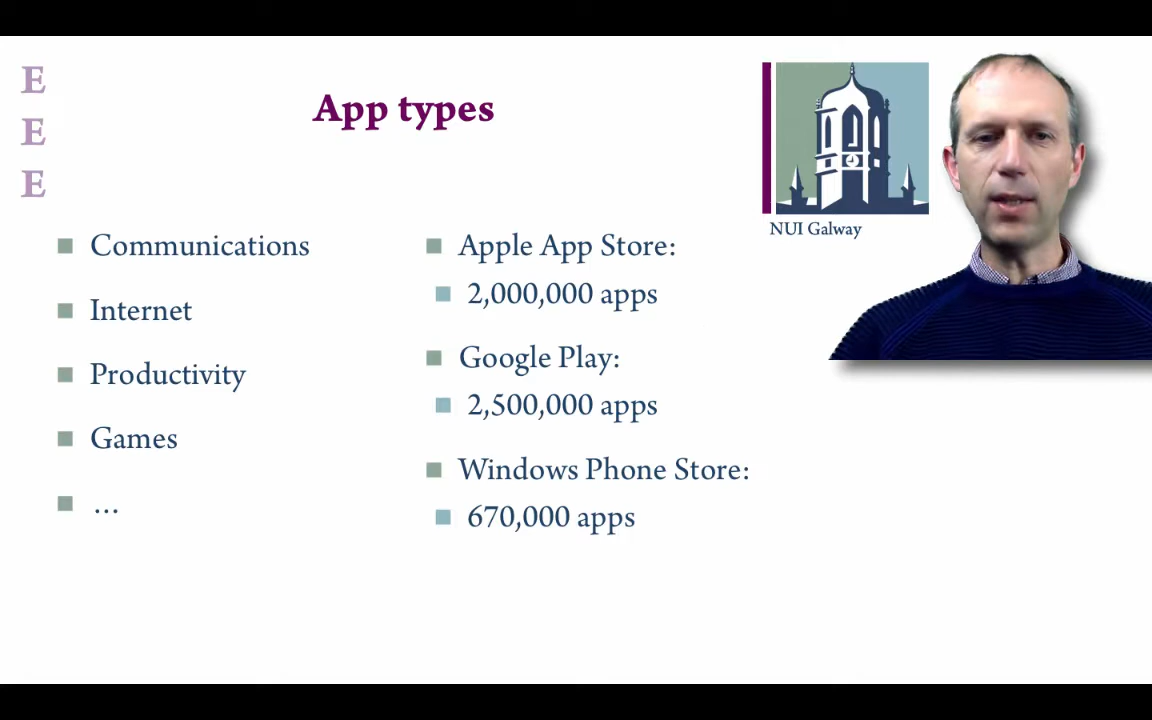 E
E
E
App types
NUI Galway
Communications
Internet
Productivity
Games
...
Apple App Store:
2,000,000 apps
Google Play:
2,500,000 apps
Windows Phone Store:
670,000 apps